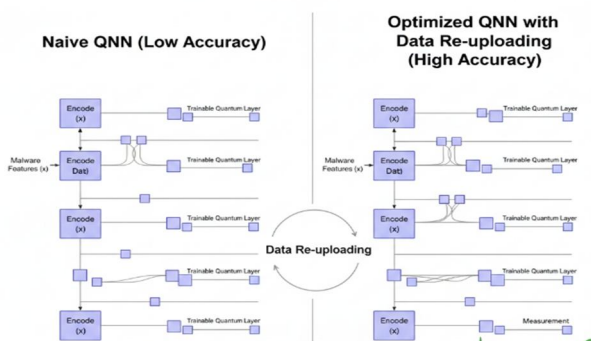 Naive QNN (Low Accuracy)
Encode
(x)
Trainable Quantum Layer
Malware
Features (x)
Encode
Dat)
Trainable Quantum Layer
Encode
(x)
Trainable Quantum Layer
Trainable Quantum Layer
Encode
(x)
Trainable Quantum Layer
Data Re-uploading
Optimized QNN with
Data Re-uploading
(High Accuracy)
Encode
(x)
Trainable Quantum Layer
Malware
Features (x)
Encode
Dat)
Trainable Quantum Layer
Encode
(x)
Trainable Quantum Layer
Trainable Quantum Layer
Encode
(x)
Measurement